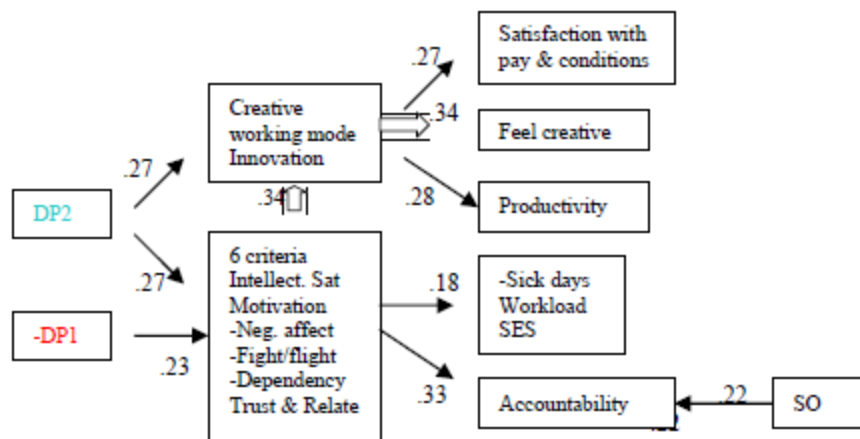 Satisfaction with
pay & conditions
.27
Creative
working mode
Innovation
.34
Feel creative
.27
.34
.28
Productivity
DP2
6 criteria
Intellect. Sat
Motivation
-Neg. affect
-Fight/flight
-Dependency
Trust & Relate
.27
.18
-Sick days
Workload
SES
-DP1
.23
.33
Accountability
.22
SO